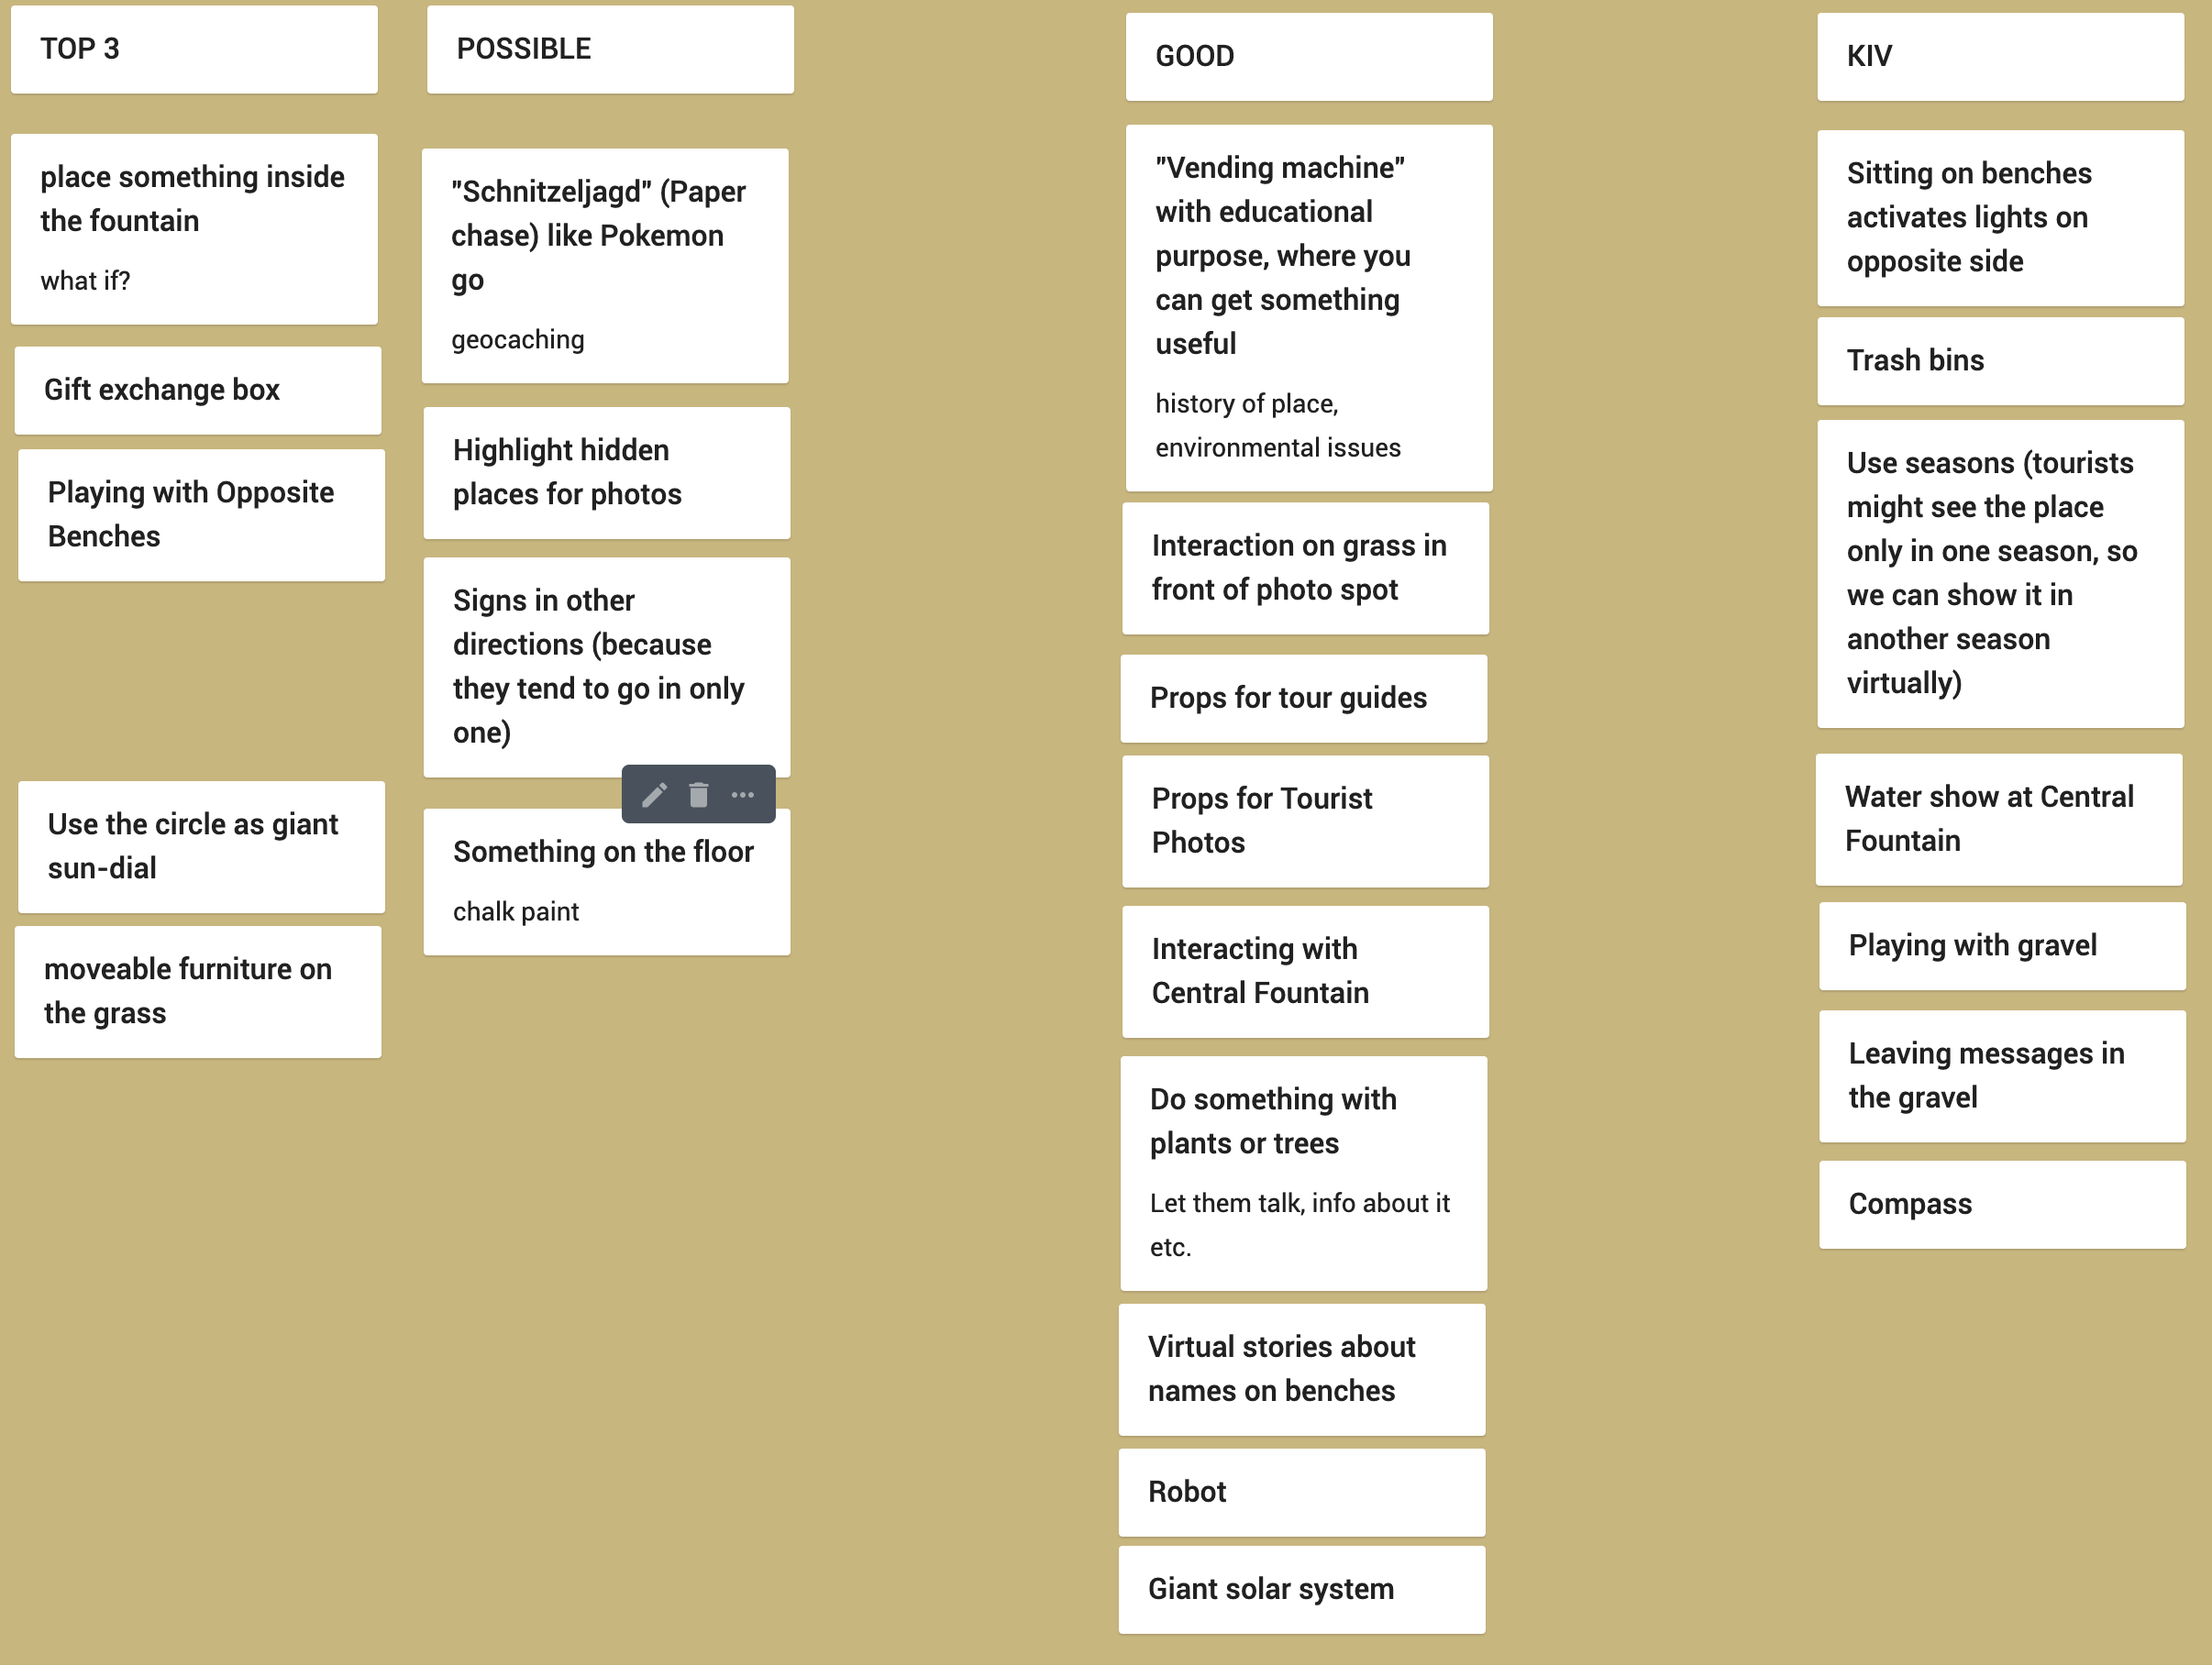 TOP 3
place something inside
the fountain
what if?
Gift exchange box
Playing with Opposite
Benches
Use the circle as giant
sun-dial
moveable furniture on
the grass
POSSIBLE
"Schnitzeljagd" (Paper
chase) like Pokemon
go
geocaching
Highlight hidden
places for photos
Signs in other
directions (because
they tend to go in only
one)
Something on the floor
chalk paint
GOOD
"Vending machine"
with educational
purpose, where you
can get something
useful
history of place,
environmental issues
Interaction on grass in
front of photo spot
Props for tour guides
Props for Tourist
Photos
Interacting with
Central Fountain
Do something with
plants or trees
Let them talk, info about it
etc.
Virtual stories about
names on benches
Robot
Giant solar system
KIV
Sitting on benches
activates lights on
opposite side
Trash bins
Use seasons (tourists
might see the place
only in one season, so
we can show it in
another season
virtually)
Water show at Central
Fountain
Playing with gravel
Leaving messages in
the gravel
Compass